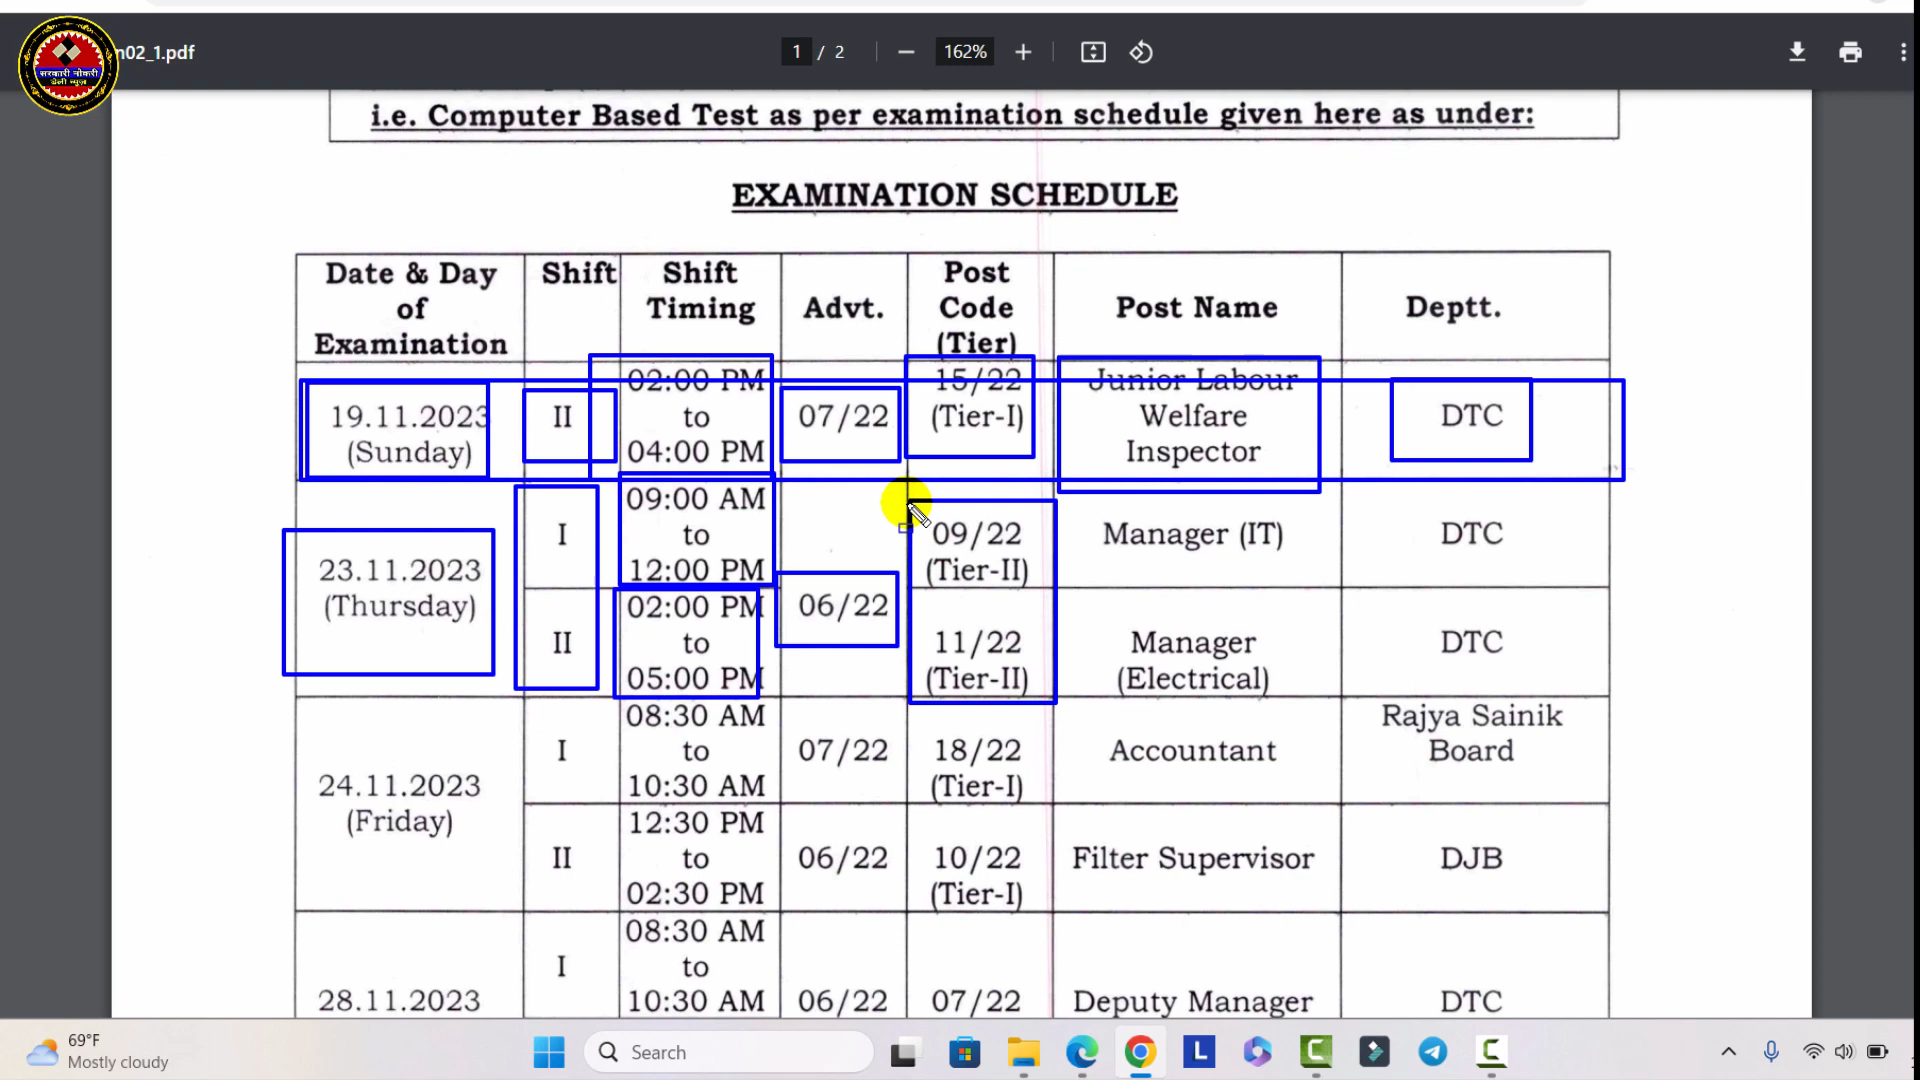 n02_1.pdf
1 / 2
162%
सरकारी नौकरी
डेली न्यूज़
i.e. Computer Based Test as per examination schedule given here as under:
EXAMINATION SCHEDULE
Date & Day of Examination Shift Shift Timing Advt. Post Code (Tier) Post Name Deptt.
19.11.2023 (Sunday) II 02:00 PM to 04:00 PM 07/22 15/22 (Tier-I) Junior Labour Welfare Inspector DTC
23.11.2023 (Thursday) I 09:00 AM to 12:00 PM 06/22 09/22 (Tier-II) Manager (IT) DTC
II 02:00 PM to 05:00 PM 11/22 (Tier-II) Manager (Electrical) DTC
24.11.2023 (Friday) I 08:30 AM to 10:30 AM 07/22 18/22 (Tier-I) Accountant Rajya Sainik Board
II 12:30 PM to 02:30 PM 06/22 10/22 (Tier-I) Filter Supervisor DJB
28.11.2023 I 08:30 AM to 10:30 AM 06/22 07/22 Deputy Manager DTC
69°F
Mostly cloudy
Search